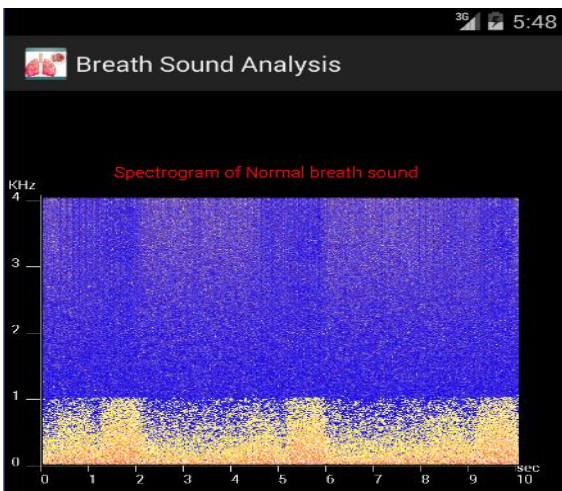 3G 5:48
Breath Sound Analysis
Spectrogram of Normal breath sound
KHz
4
3
2
1
0
sec
0 1 2 3 4 5 6 7 8 9 10